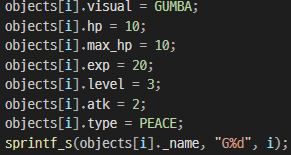 objects[i].visual = GUMBA;
objects[i].hp = 10;
objects[i].max_hp = 10;
objects[i].exp = 20;
objects[i].level = 3;
objects[i].atk = 2;
objects[i].type = PEACE;
sprintf_s(objects[i]._name, "G%d", i);